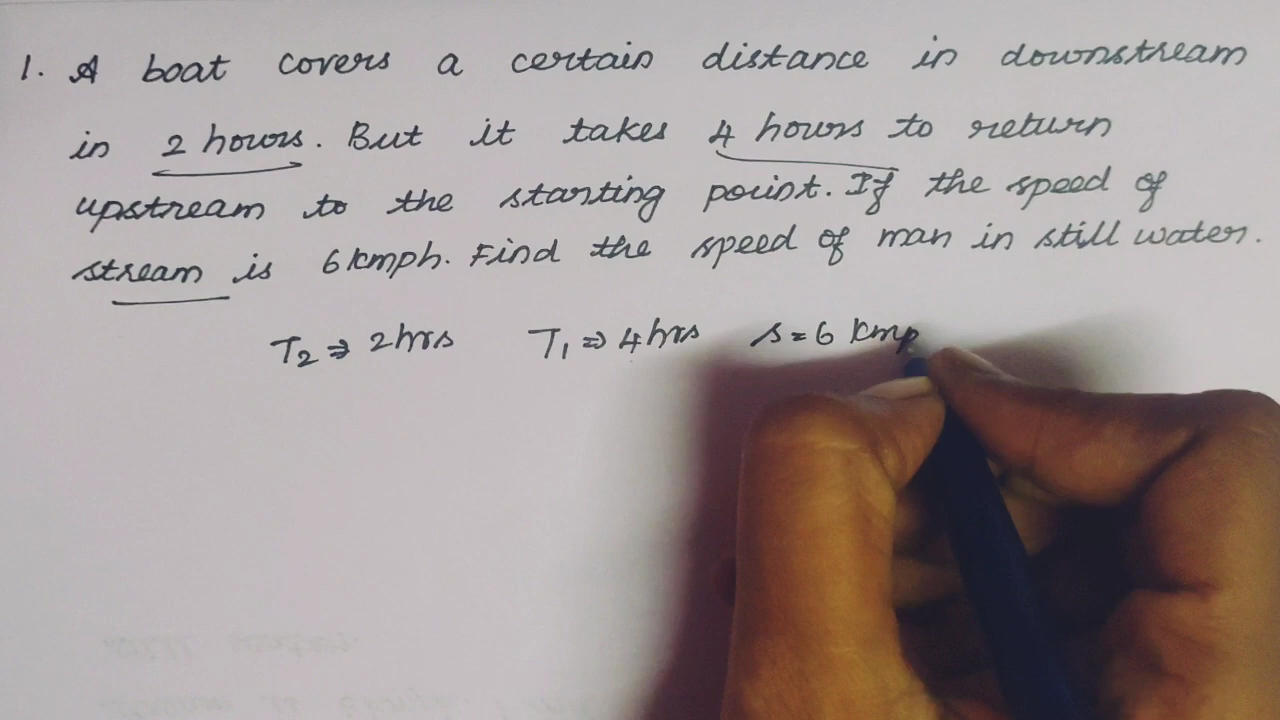 1. A boat covers a certain distance in downstream
in 2 hours. But it takes 4 hours to return
upstream to the starting point. If the speed of
stream is 6 kmph. Find the speed of man in still water.
T2 ⇒ 2 hrs T1 ⇒ 4 hrs s = 6 kmp